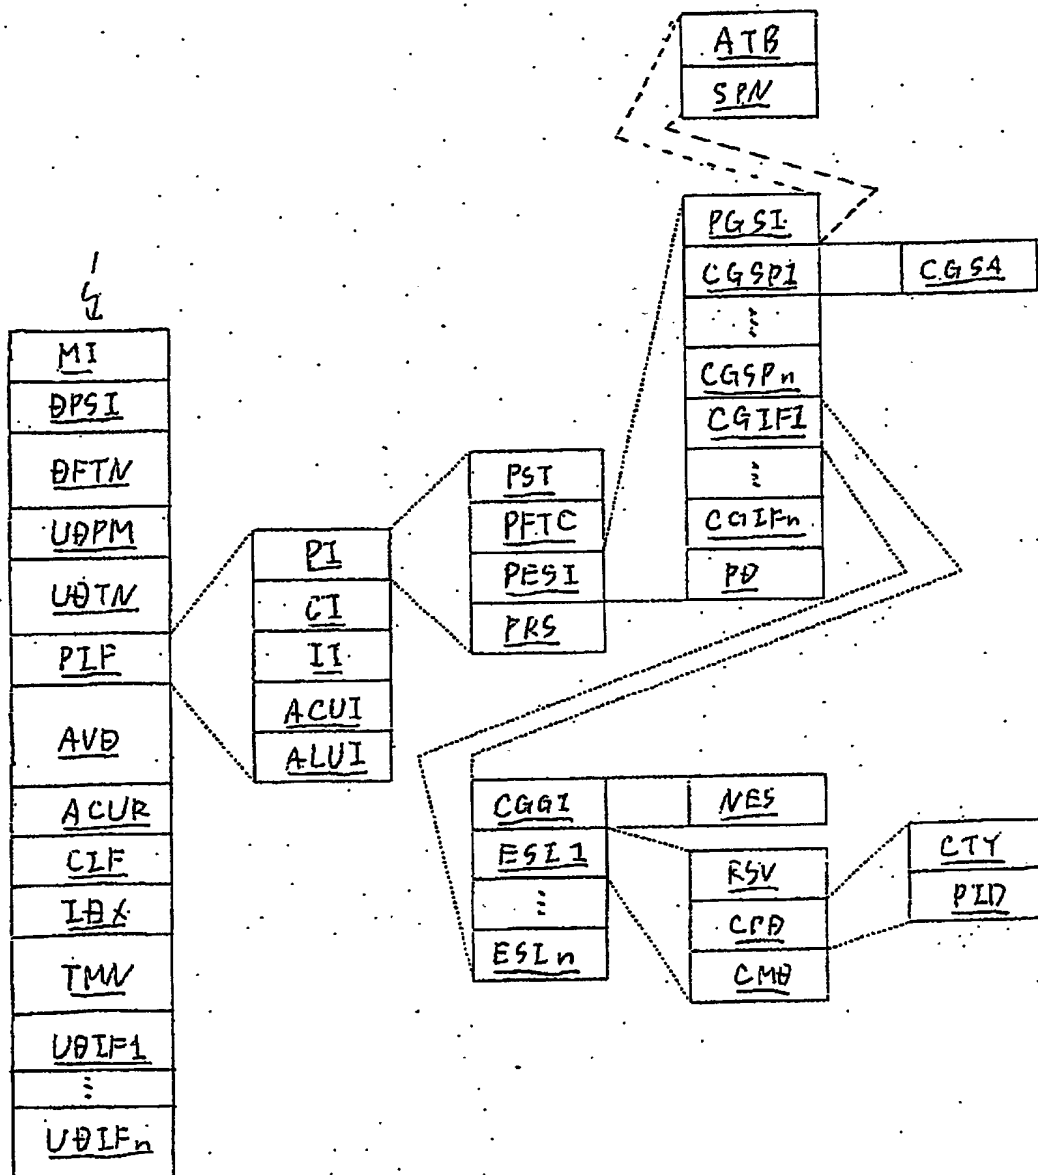 1
MI
DPSI
DFTN
UDPM
UDTN
PIF
AVD
ACUR
CIF
IDX
TMN
UDIF1
⋮
UDIFn
PI
CI
II
ACUI
ALUI
PST
PFTC
PESI
PRS
ATB
SPN
PGSI
CGSP1
⋮
CGSPn
CGIF1
⋮
CGIFn
PD
CGSA
CGGI
ESI1
⋮
ESIn
NES
RSV
CPD
CMD
CTY
PID